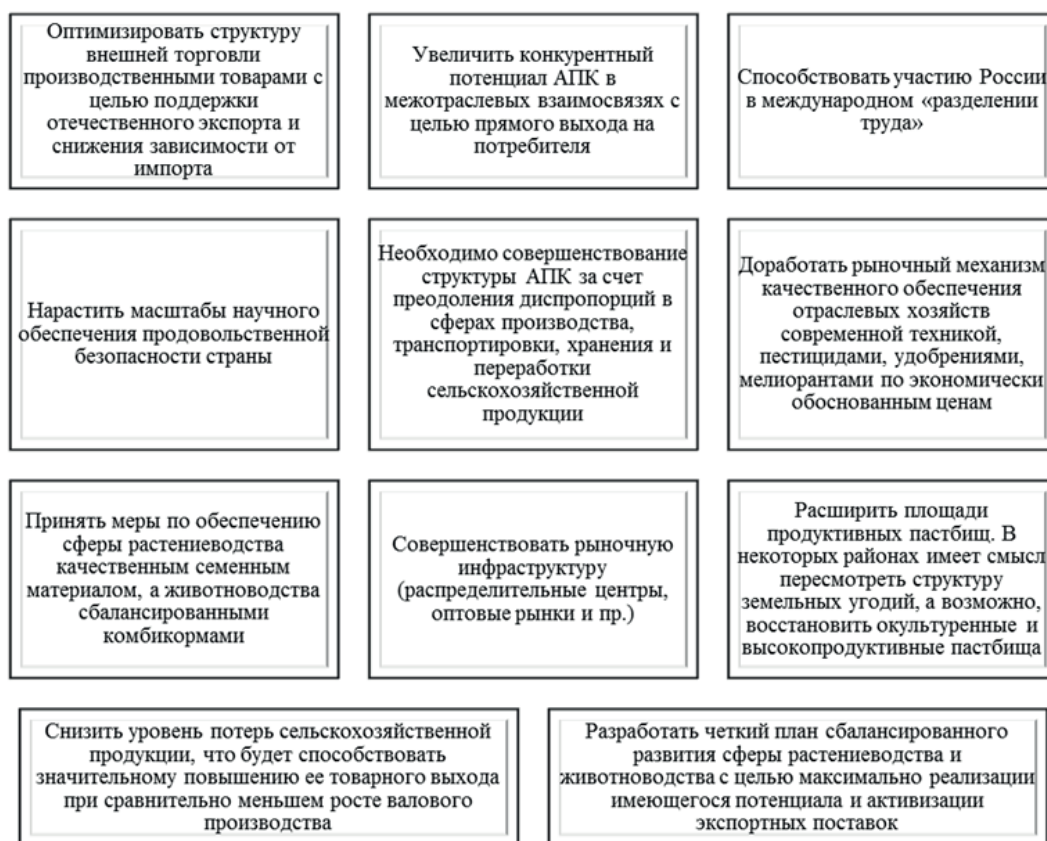 Оптимизировать структуру
внешней торговли
производственными товарами с
целью поддержки
отечественного экспорта и
снижения зависимости от
импорта
Увеличить конкурентный
потенциал АПК в
межотраслевых взаимосвязях с
целью прямого выхода на
потребителя
Способствовать участию России
в международном «разделении
труда»
Нарастить масштабы научного
обеспечения продовольственной
безопасности страны
Необходимо совершенствование
структуры АПК за счет
преодоления диспропорций в
сферах производства,
транспортировки, хранения и
переработки
сельскохозяйственной
продукции
Доработать рыночный механизм
качественного обеспечения
отраслевых хозяйств
современной техникой,
пестицидами, удобрениями,
мелиорантами по экономически
обоснованным ценам
Принять меры по обеспечению
сферы растениеводства
качественным семенным
материалом, а животноводства
сбалансированными
комбикормами
Совершенствовать рыночную
инфраструктуру
(распределительные центры,
оптовые рынки и пр.)
Расширить площади
продуктивных пастбищ. В
некоторых районах имеет смысл
пересмотреть структуру
земельных угодий, а возможно,
восстановить окультуренные и
высокопродуктивные пастбища
Снизить уровень потерь сельскохозяйственной
продукции, что будет способствовать
значительному повышению ее товарного выхода
при сравнительно меньшем росте валового
производства
Разработать четкий план сбалансированного
развития сферы растениеводства и
животноводства с целью максимально реализации
имеющегося потенциала и активизации
экспортных поставок